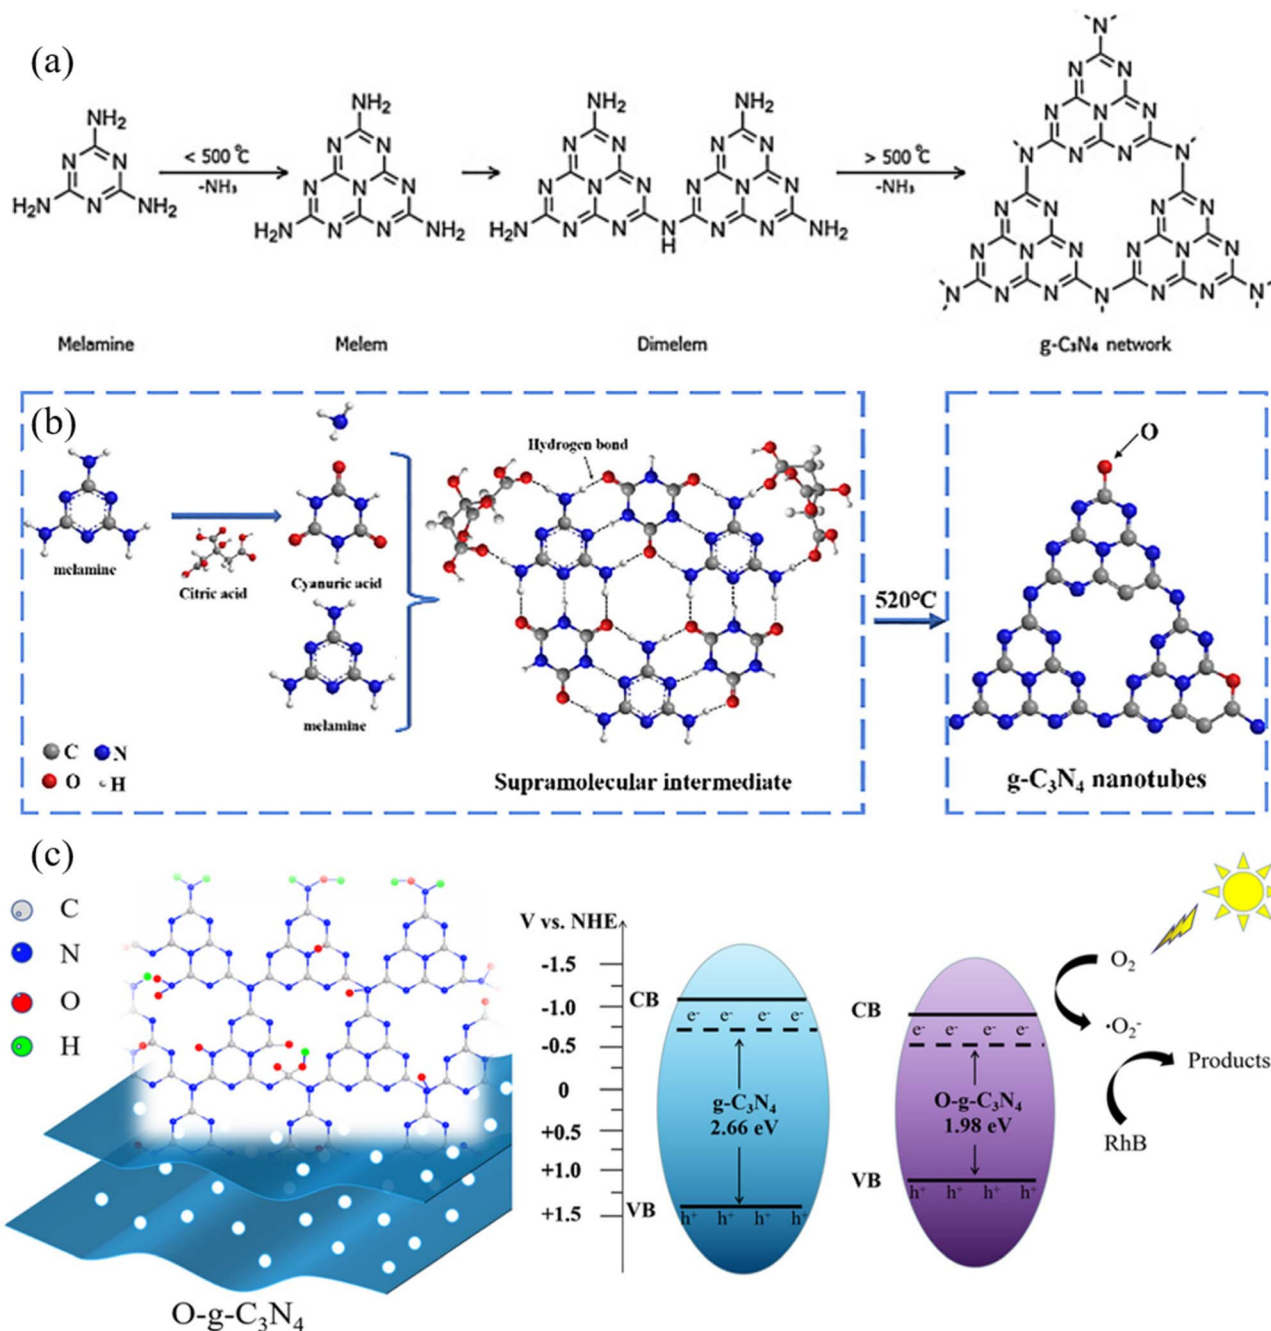 (a)
NH₂
N N
H₂N N NH₂
< 500 ℃
-NH₃
NH₂
N N
N N N
H₂N N N NH₂
NH₂ NH₂
N N N N
N N N N N N
H₂N N N N N N NH₂
H
> 500 ℃
-NH₃
N
N N
N N N
N N N N
N N N N
N N N N N N
N N N N N N N
Melamine
Melem
Dimelem
g-C₃N₄ network
(b)
melamine
Citric acid
Cyanuric acid
melamine
Hydrogen bond
Supramolecular intermediate
C N
O H
520℃
O
g-C₃N₄ nanotubes
(c)
C
N
O
H
O-g-C₃N₄
V vs. NHE
-1.5
-1.0
-0.5
0
+0.5
+1.0
+1.5
CB
e⁻ e⁻ e⁻ e⁻
g-C₃N₄
2.66 eV
VB
h⁺ h⁺ h⁺ h⁺
CB
e⁻ e⁻ e⁻ e⁻
O-g-C₃N₄
1.98 eV
VB
h⁺ h⁺ h⁺ h⁺
O₂
·O₂⁻
Products
RhB